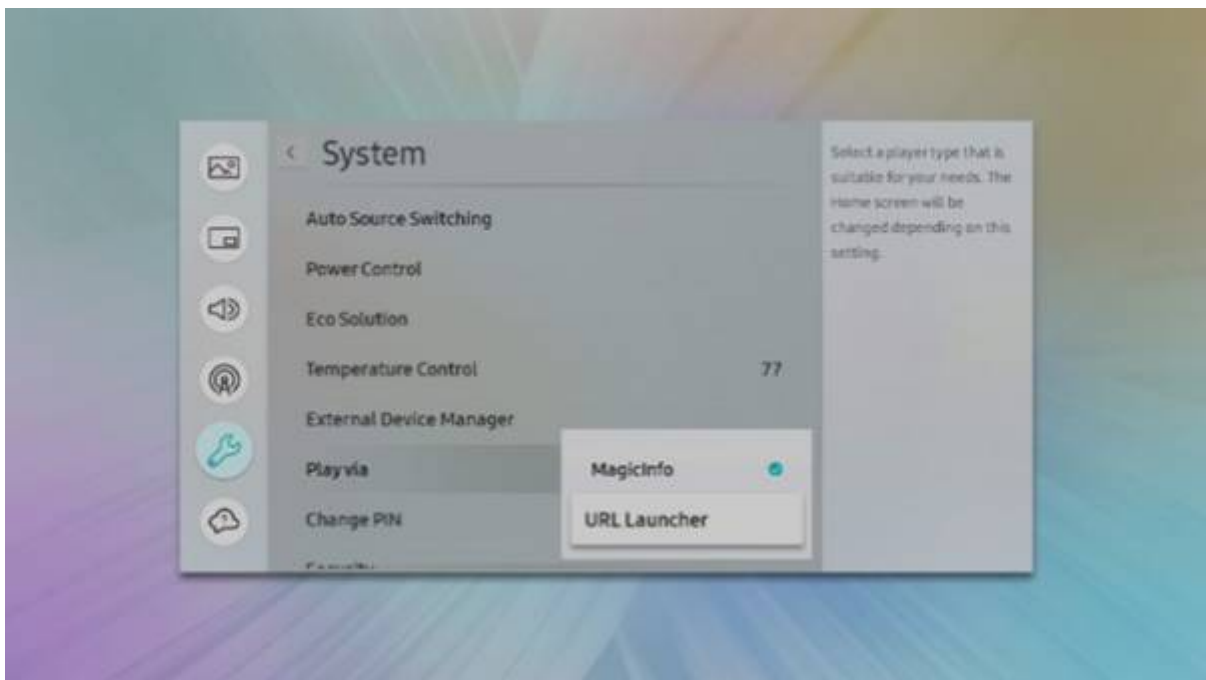 System
Auto Source Switching
Power Control
Eco Solution
Temperature Control 77
External Device Manager
Play via
MagicInfo
Change PIN
URL Launcher
Security
Select a player type that is
suitable for your needs. The
Home screen will be
changed depending on this
setting.